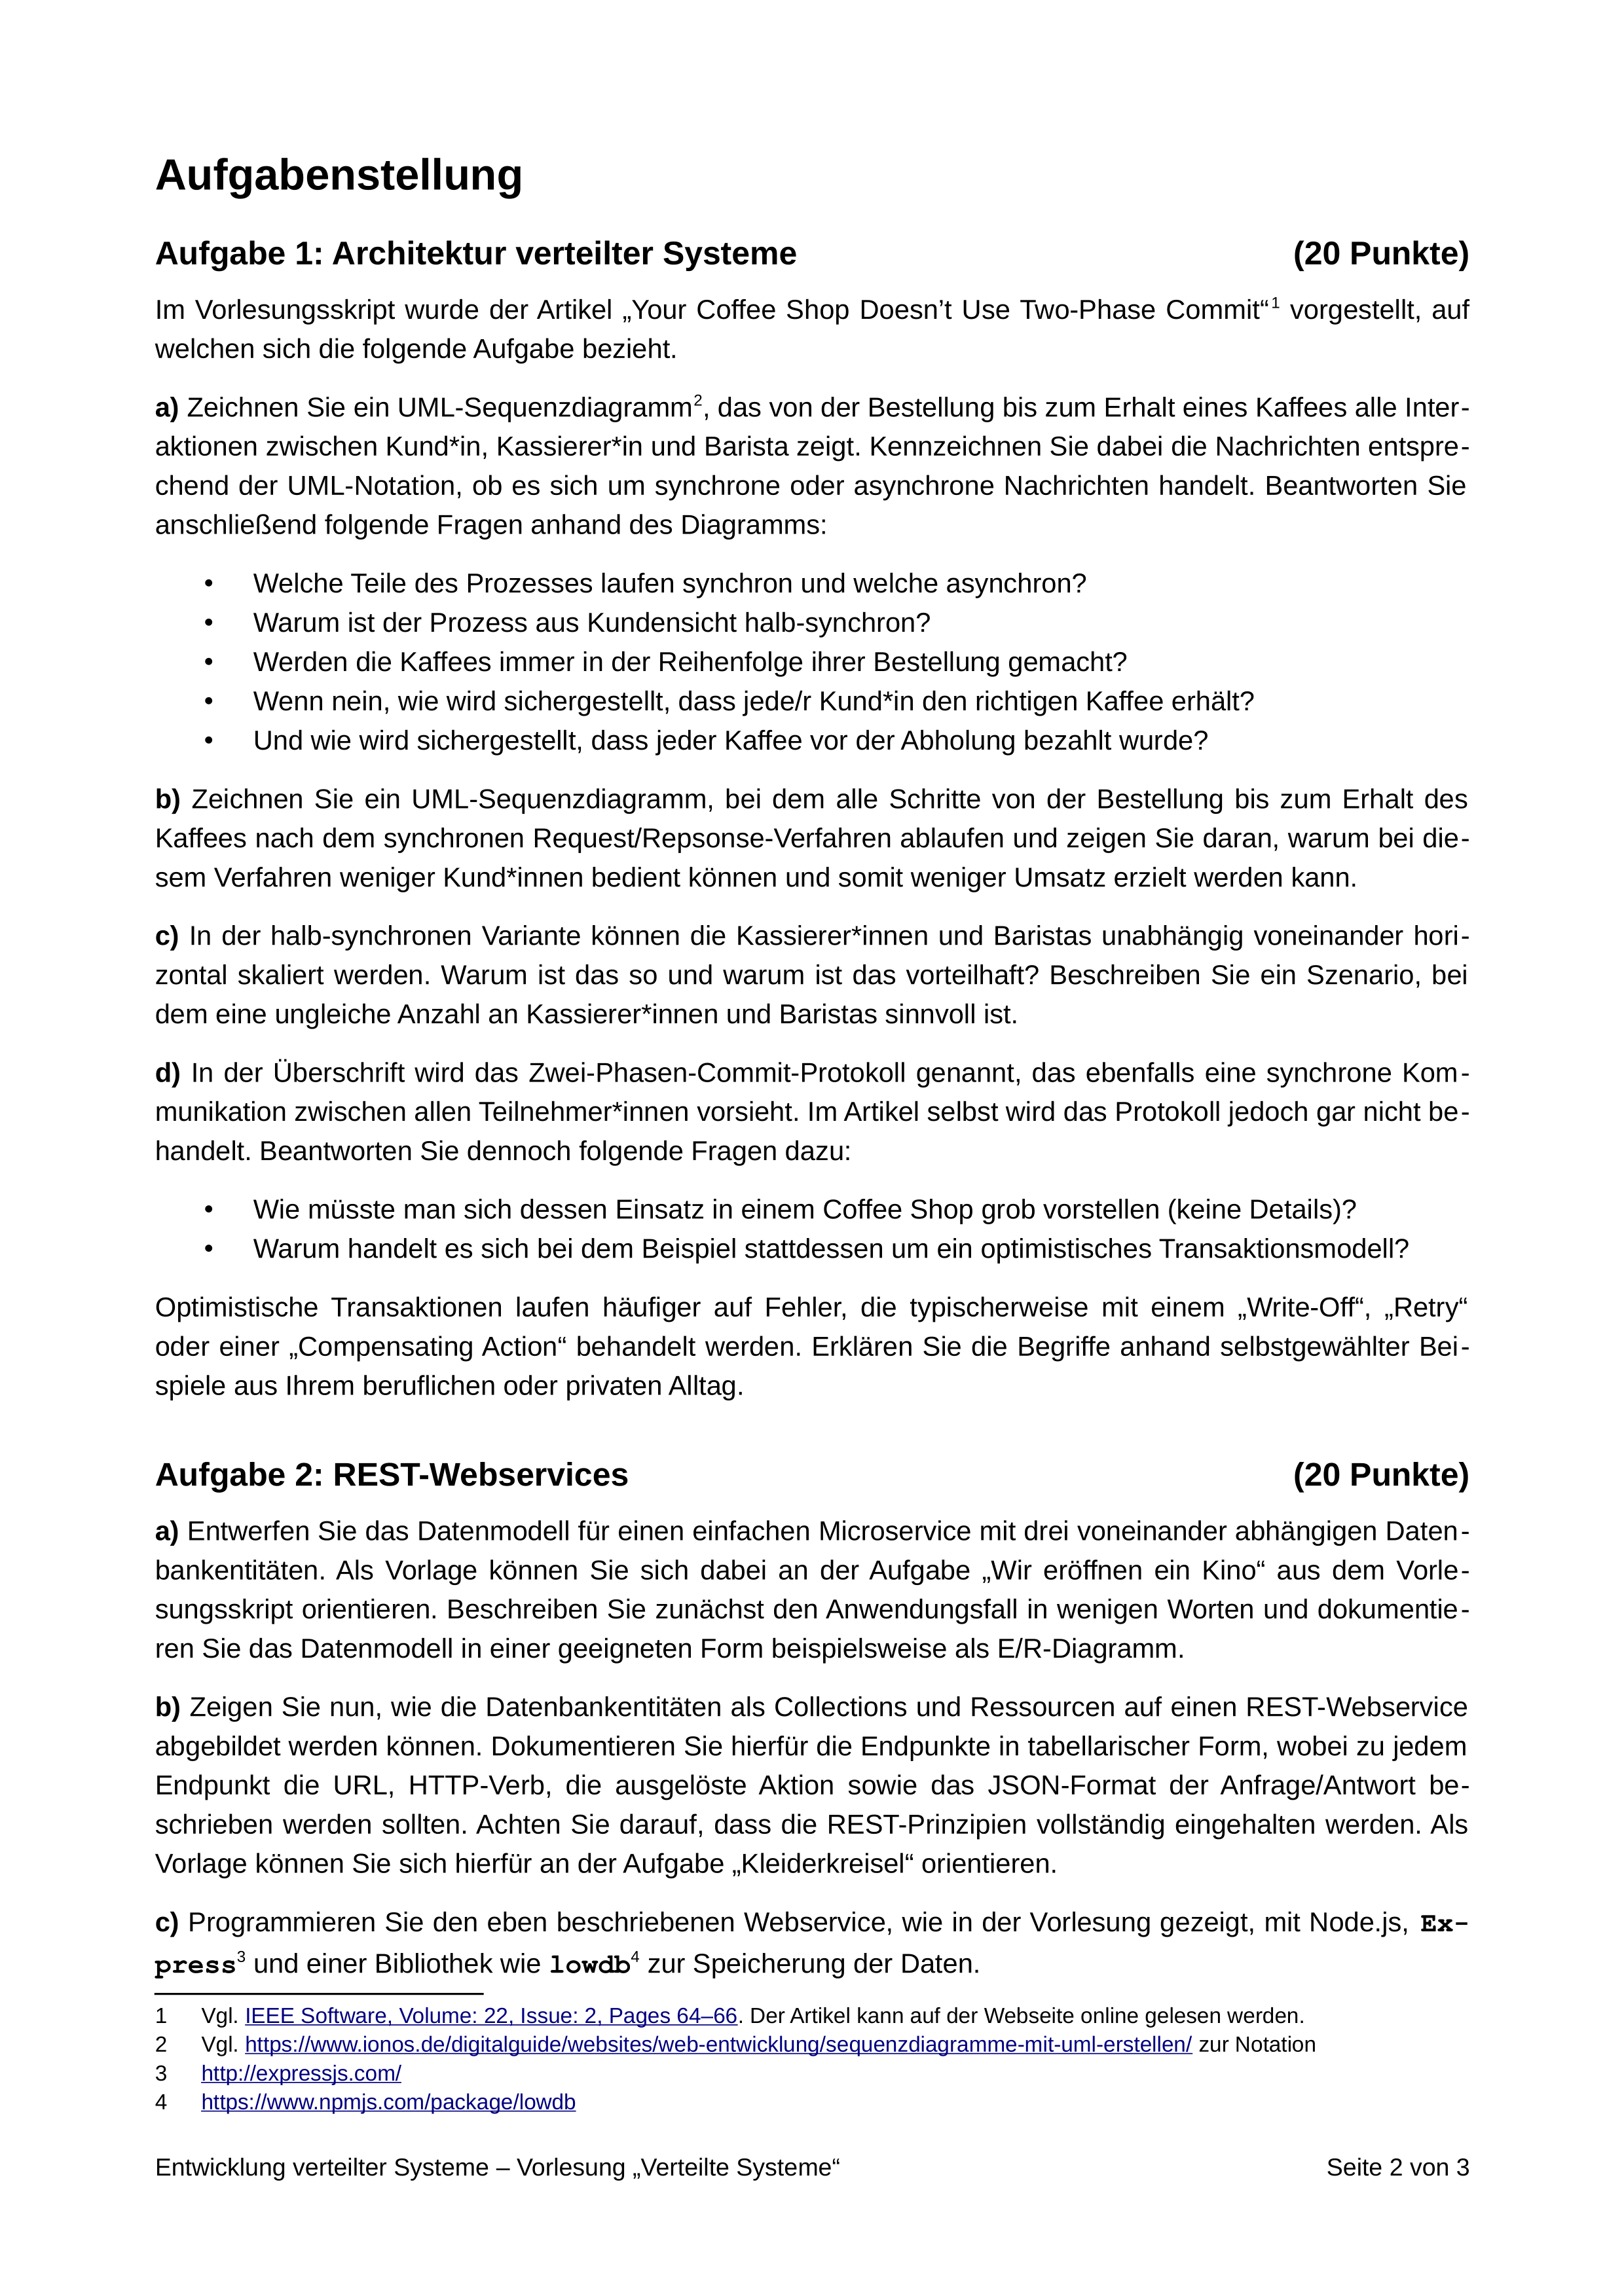 Aufgabenstellung
Aufgabe 1: Architektur verteilter Systeme (20 Punkte)
Im Vorlesungsskript wurde der Artikel „Your Coffee Shop Doesn’t Use Two-Phase Commit“1 vorgestellt, auf
welchen sich die folgende Aufgabe bezieht.
a) Zeichnen Sie ein UML-Sequenzdiagramm2, das von der Bestellung bis zum Erhalt eines Kaffees alle Inter-
aktionen zwischen Kund*in, Kassierer*in und Barista zeigt. Kennzeichnen Sie dabei die Nachrichten entspre-
chend der UML-Notation, ob es sich um synchrone oder asynchrone Nachrichten handelt. Beantworten Sie
anschließend folgende Fragen anhand des Diagramms:
• Welche Teile des Prozesses laufen synchron und welche asynchron?
• Warum ist der Prozess aus Kundensicht halb-synchron?
• Werden die Kaffees immer in der Reihenfolge ihrer Bestellung gemacht?
• Wenn nein, wie wird sichergestellt, dass jede/r Kund*in den richtigen Kaffee erhält?
• Und wie wird sichergestellt, dass jeder Kaffee vor der Abholung bezahlt wurde?
b) Zeichnen Sie ein UML-Sequenzdiagramm, bei dem alle Schritte von der Bestellung bis zum Erhalt des
Kaffees nach dem synchronen Request/Repsonse-Verfahren ablaufen und zeigen Sie daran, warum bei die-
sem Verfahren weniger Kund*innen bedient können und somit weniger Umsatz erzielt werden kann.
c) In der halb-synchronen Variante können die Kassierer*innen und Baristas unabhängig voneinander hori-
zontal skaliert werden. Warum ist das so und warum ist das vorteilhaft? Beschreiben Sie ein Szenario, bei
dem eine ungleiche Anzahl an Kassierer*innen und Baristas sinnvoll ist.
d) In der Überschrift wird das Zwei-Phasen-Commit-Protokoll genannt, das ebenfalls eine synchrone Kom-
munikation zwischen allen Teilnehmer*innen vorsieht. Im Artikel selbst wird das Protokoll jedoch gar nicht be-
handelt. Beantworten Sie dennoch folgende Fragen dazu:
• Wie müsste man sich dessen Einsatz in einem Coffee Shop grob vorstellen (keine Details)?
• Warum handelt es sich bei dem Beispiel stattdessen um ein optimistisches Transaktionsmodell?
Optimistische Transaktionen laufen häufiger auf Fehler, die typischerweise mit einem „Write-Off“, „Retry“
oder einer „Compensating Action“ behandelt werden. Erklären Sie die Begriffe anhand selbstgewählter Bei-
spiele aus Ihrem beruflichen oder privaten Alltag.
Aufgabe 2: REST-Webservices (20 Punkte)
a) Entwerfen Sie das Datenmodell für einen einfachen Microservice mit drei voneinander abhängigen Daten-
bankentitäten. Als Vorlage können Sie sich dabei an der Aufgabe „Wir eröffnen ein Kino“ aus dem Vorle-
sungsskript orientieren. Beschreiben Sie zunächst den Anwendungsfall in wenigen Worten und dokumentie-
ren Sie das Datenmodell in einer geeigneten Form beispielsweise als E/R-Diagramm.
b) Zeigen Sie nun, wie die Datenbankentitäten als Collections und Ressourcen auf einen REST-Webservice
abgebildet werden können. Dokumentieren Sie hierfür die Endpunkte in tabellarischer Form, wobei zu jedem
Endpunkt die URL, HTTP-Verb, die ausgelöste Aktion sowie das JSON-Format der Anfrage/Antwort be-
schrieben werden sollten. Achten Sie darauf, dass die REST-Prinzipien vollständig eingehalten werden. Als
Vorlage können Sie sich hierfür an der Aufgabe „Kleiderkreisel“ orientieren.
c) Programmieren Sie den eben beschriebenen Webservice, wie in der Vorlesung gezeigt, mit Node.js, Ex-
press3 und einer Bibliothek wie lowdb4 zur Speicherung der Daten.
1 Vgl. IEEE Software, Volume: 22, Issue: 2, Pages 64–66. Der Artikel kann auf der Webseite online gelesen werden.
2 Vgl. https://www.ionos.de/digitalguide/websites/web-entwicklung/sequenzdiagramme-mit-uml-erstellen/ zur Notation
3 http://expressjs.com/
4 https://www.npmjs.com/package/lowdb
Entwicklung verteilter Systeme – Vorlesung „Verteilte Systeme“ Seite 2 von 3